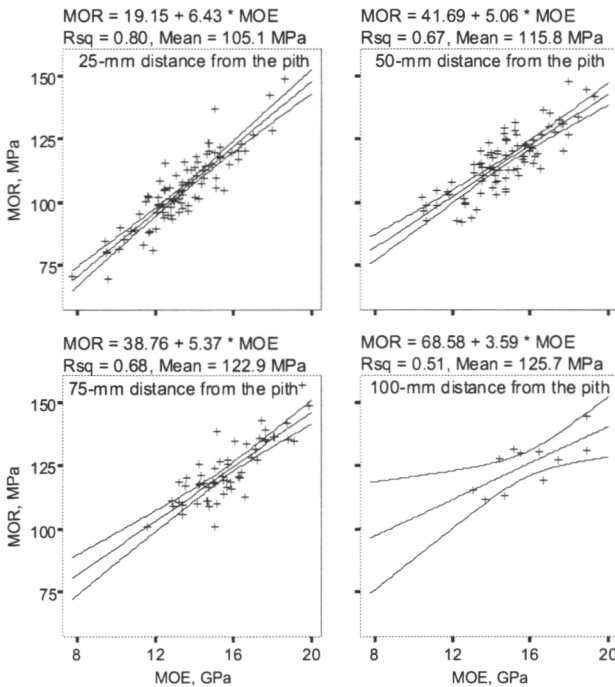 MOR = 19.15 + 6.43 * MOE
Rsq = 0.80, Mean = 105.1 MPa
25-mm distance from the pith
MOR = 41.69 + 5.06 * MOE
Rsq = 0.67, Mean = 115.8 MPa
50-mm distance from the pith
150
125
100
75
MOR, MPa
MOR = 38.76 + 5.37 * MOE
Rsq = 0.68, Mean = 122.9 MPa
75-mm distance from the pith
MOR = 68.58 + 3.59 * MOE
Rsq = 0.51, Mean = 125.7 MPa
100-mm distance from the pith
150
125
100
75
MOR, MPa
8 12 16 20
MOE, GPa
8 12 16 20
MOE, GPa